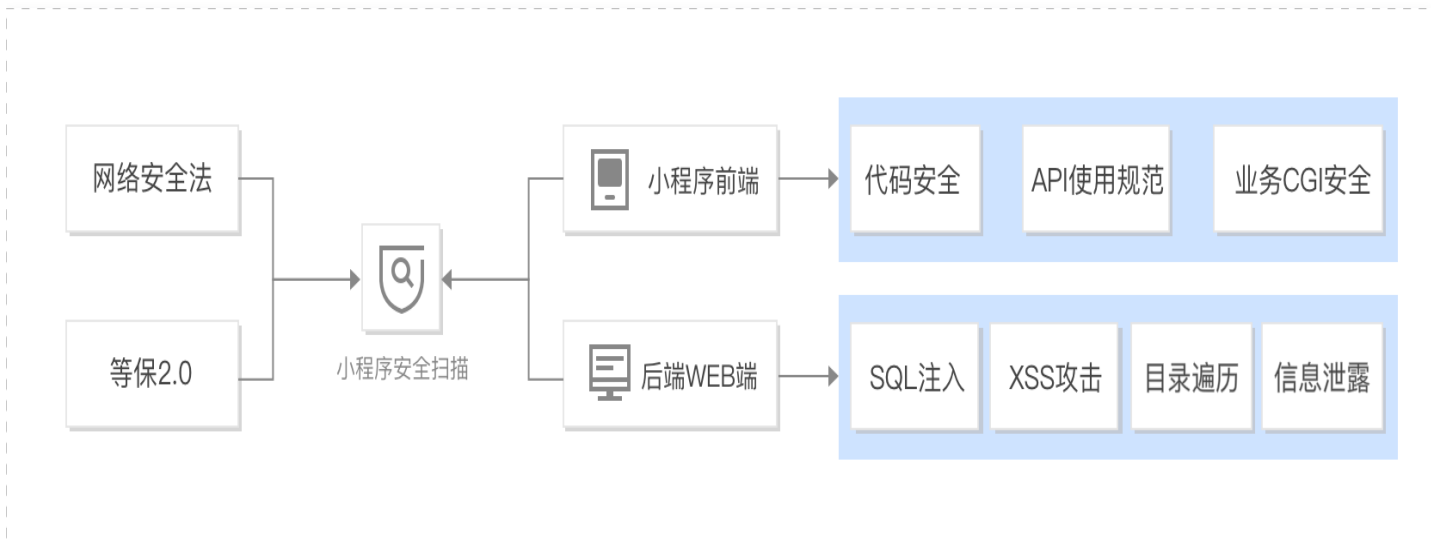 网络安全法
等保2.0
小程序安全扫描
小程序前端
代码安全
API使用规范
业务CGI安全
后端WEB端
SQL注入
XSS攻击
目录遍历
信息泄露